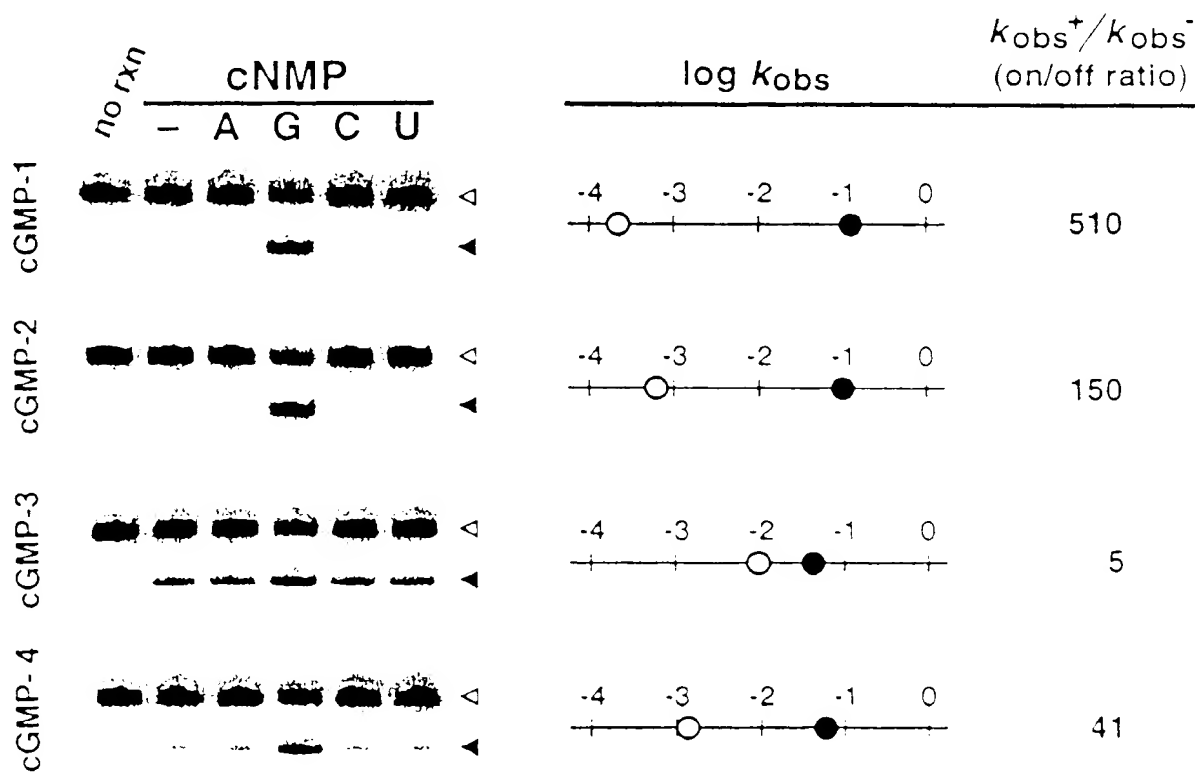 no rxn
cNMP
– A G C U
log kobs
kobs+/kobs-
(on/off ratio)
cGMP-1
-4 -3 -2 -1 0
510
cGMP-2
-4 -3 -2 -1 0
150
cGMP-3
-4 -3 -2 -1 0
5
cGMP-4
-4 -3 -2 -1 0
41